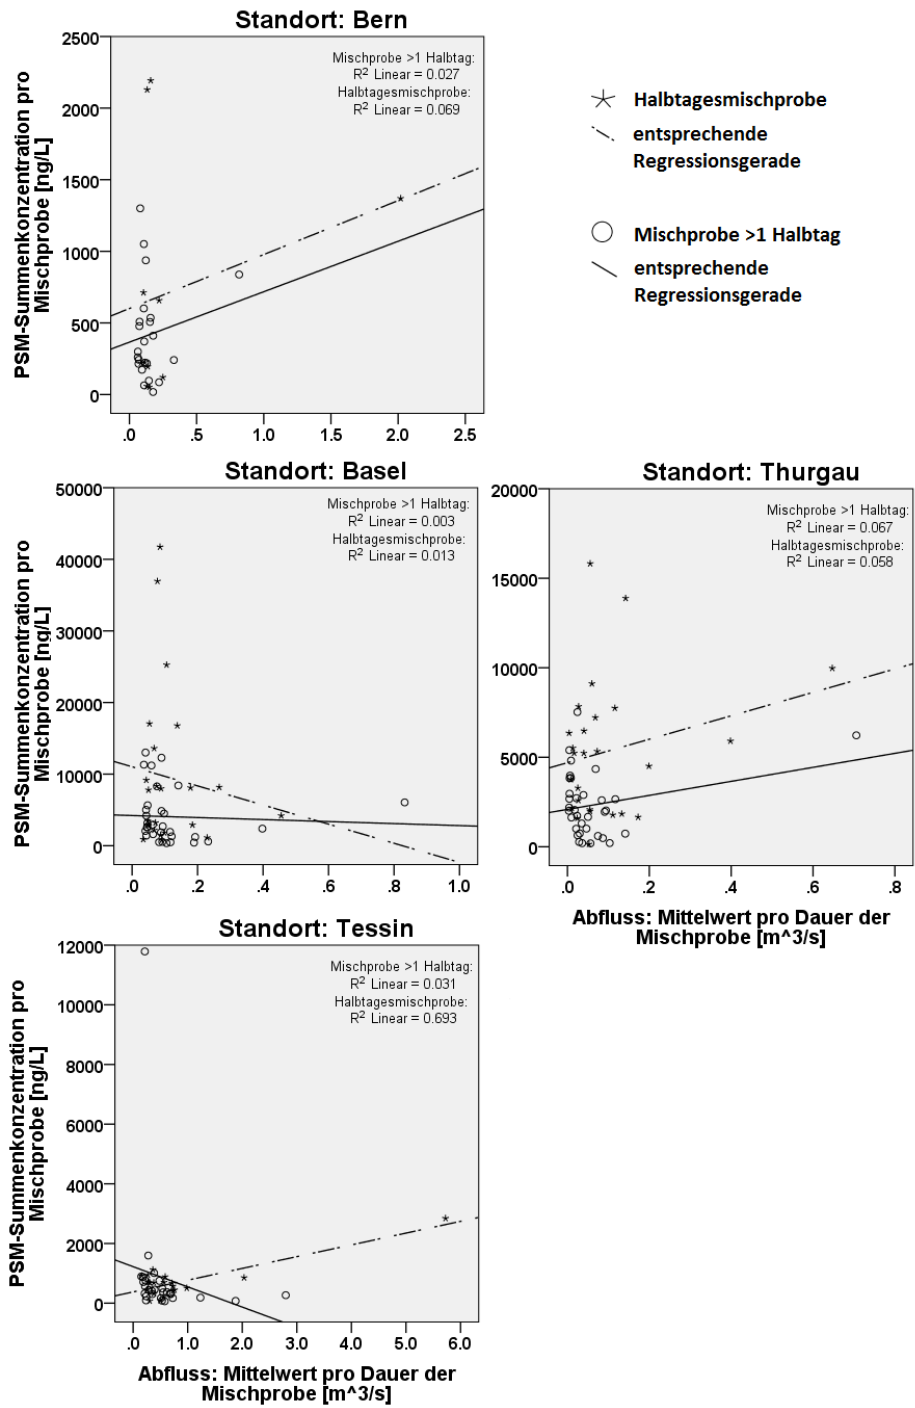 Standort: Bern
PSM-Summenkonzentration pro
Mischprobe [ng/L]
2500
2000
1500
1000
500
0
Mischprobe >1 Halbtag:
R² Linear = 0.027
Halbtagesmischprobe:
R² Linear = 0.069
.0 .5 1.0 1.5 2.0 2.5
Halbtagesmischprobe
entsprechende
Regressionsgerade
Mischprobe >1 Halbtag
entsprechende
Regressionsgerade
Standort: Basel
PSM-Summenkonzentration pro
Mischprobe [ng/L]
50000
40000
30000
20000
10000
0
Mischprobe >1 Halbtag:
R² Linear = 0.003
Halbtagesmischprobe:
R² Linear = 0.013
.0 .2 .4 .6 .8 1.0
Standort: Thurgau
20000
15000
10000
5000
0
Mischprobe >1 Halbtag:
R² Linear = 0.067
Halbtagesmischprobe:
R² Linear = 0.058
.0 .2 .4 .6 .8
Abfluss: Mittelwert pro Dauer der
Mischprobe [m^3/s]
Standort: Tessin
PSM-Summenkonzentration pro
Mischprobe [ng/L]
12000
10000
8000
6000
4000
2000
0
Mischprobe >1 Halbtag:
R² Linear = 0.031
Halbtagesmischprobe:
R² Linear = 0.693
.0 1.0 2.0 3.0 4.0 5.0 6.0
Abfluss: Mittelwert pro Dauer der
Mischprobe [m^3/s]